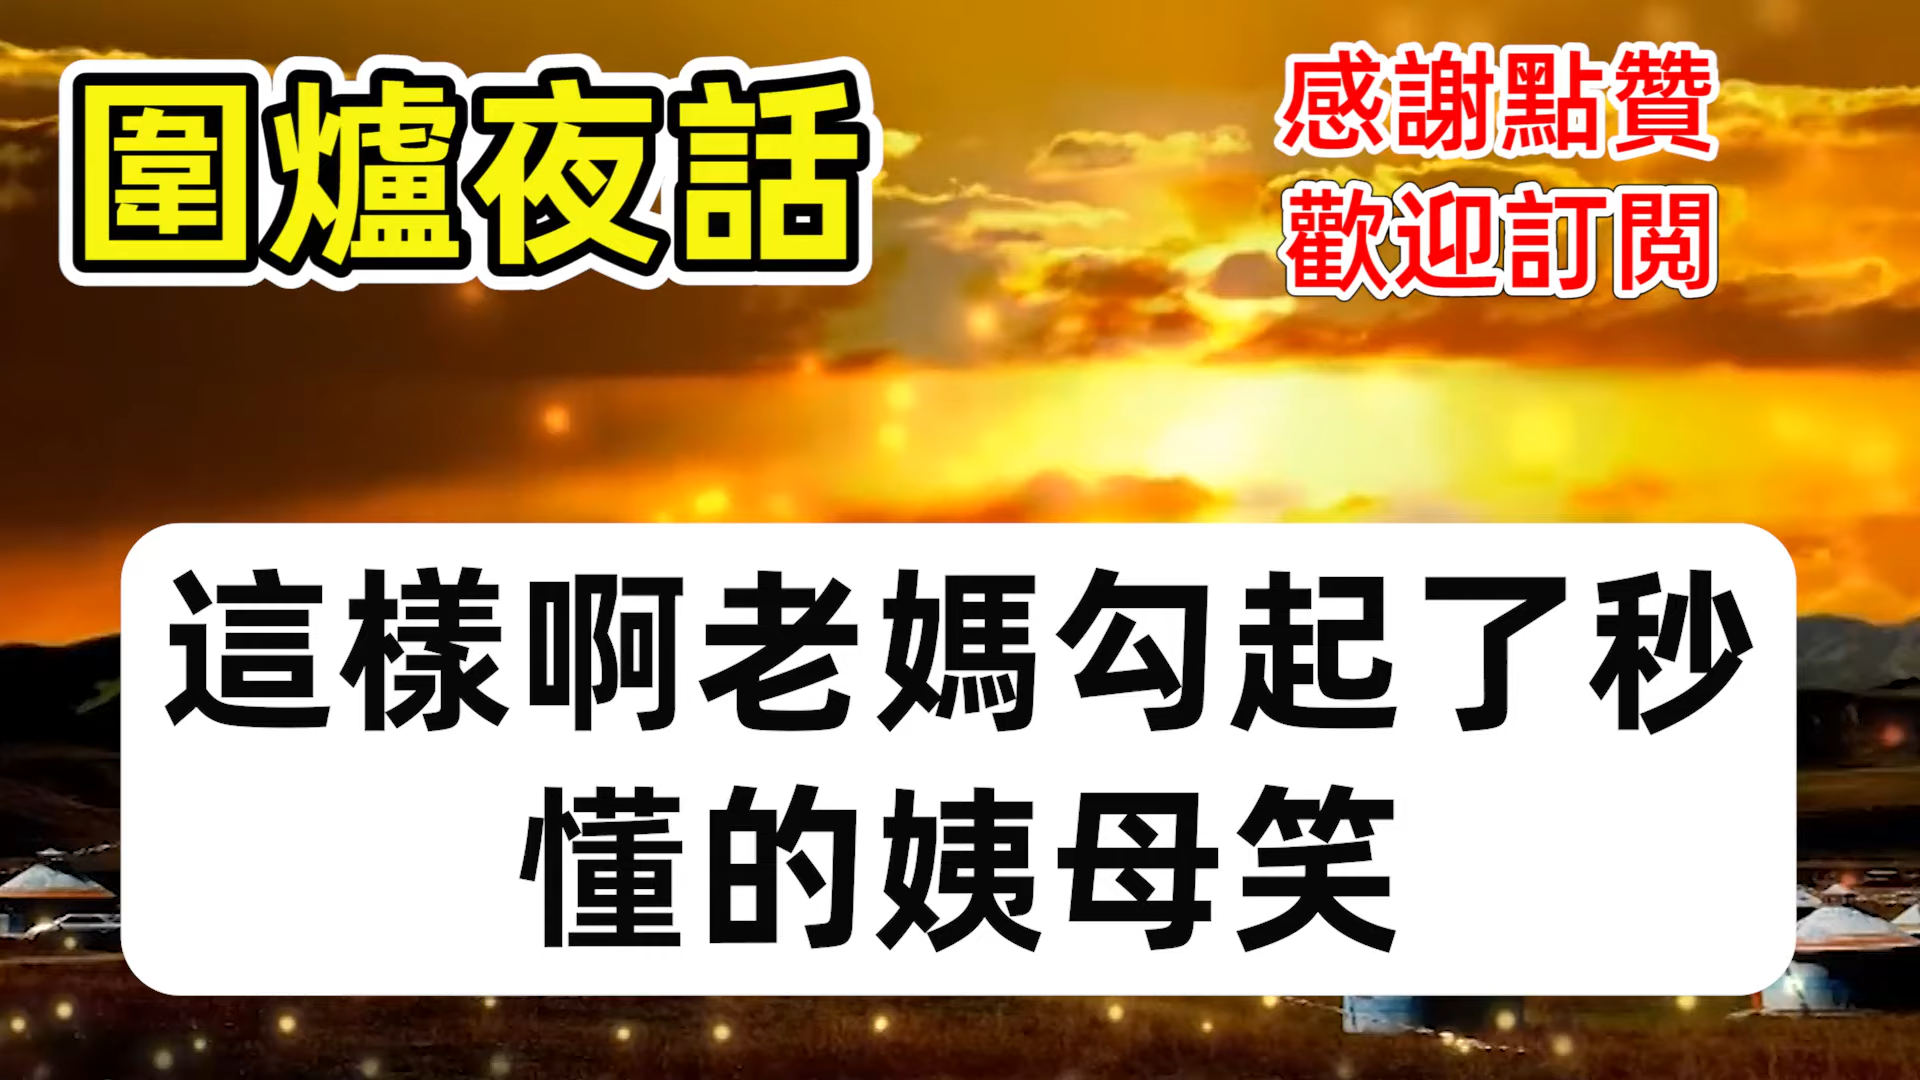 圍爐夜話
感謝點贊
歡迎訂閱
這樣啊老媽勾起了秒
懂的姨母笑